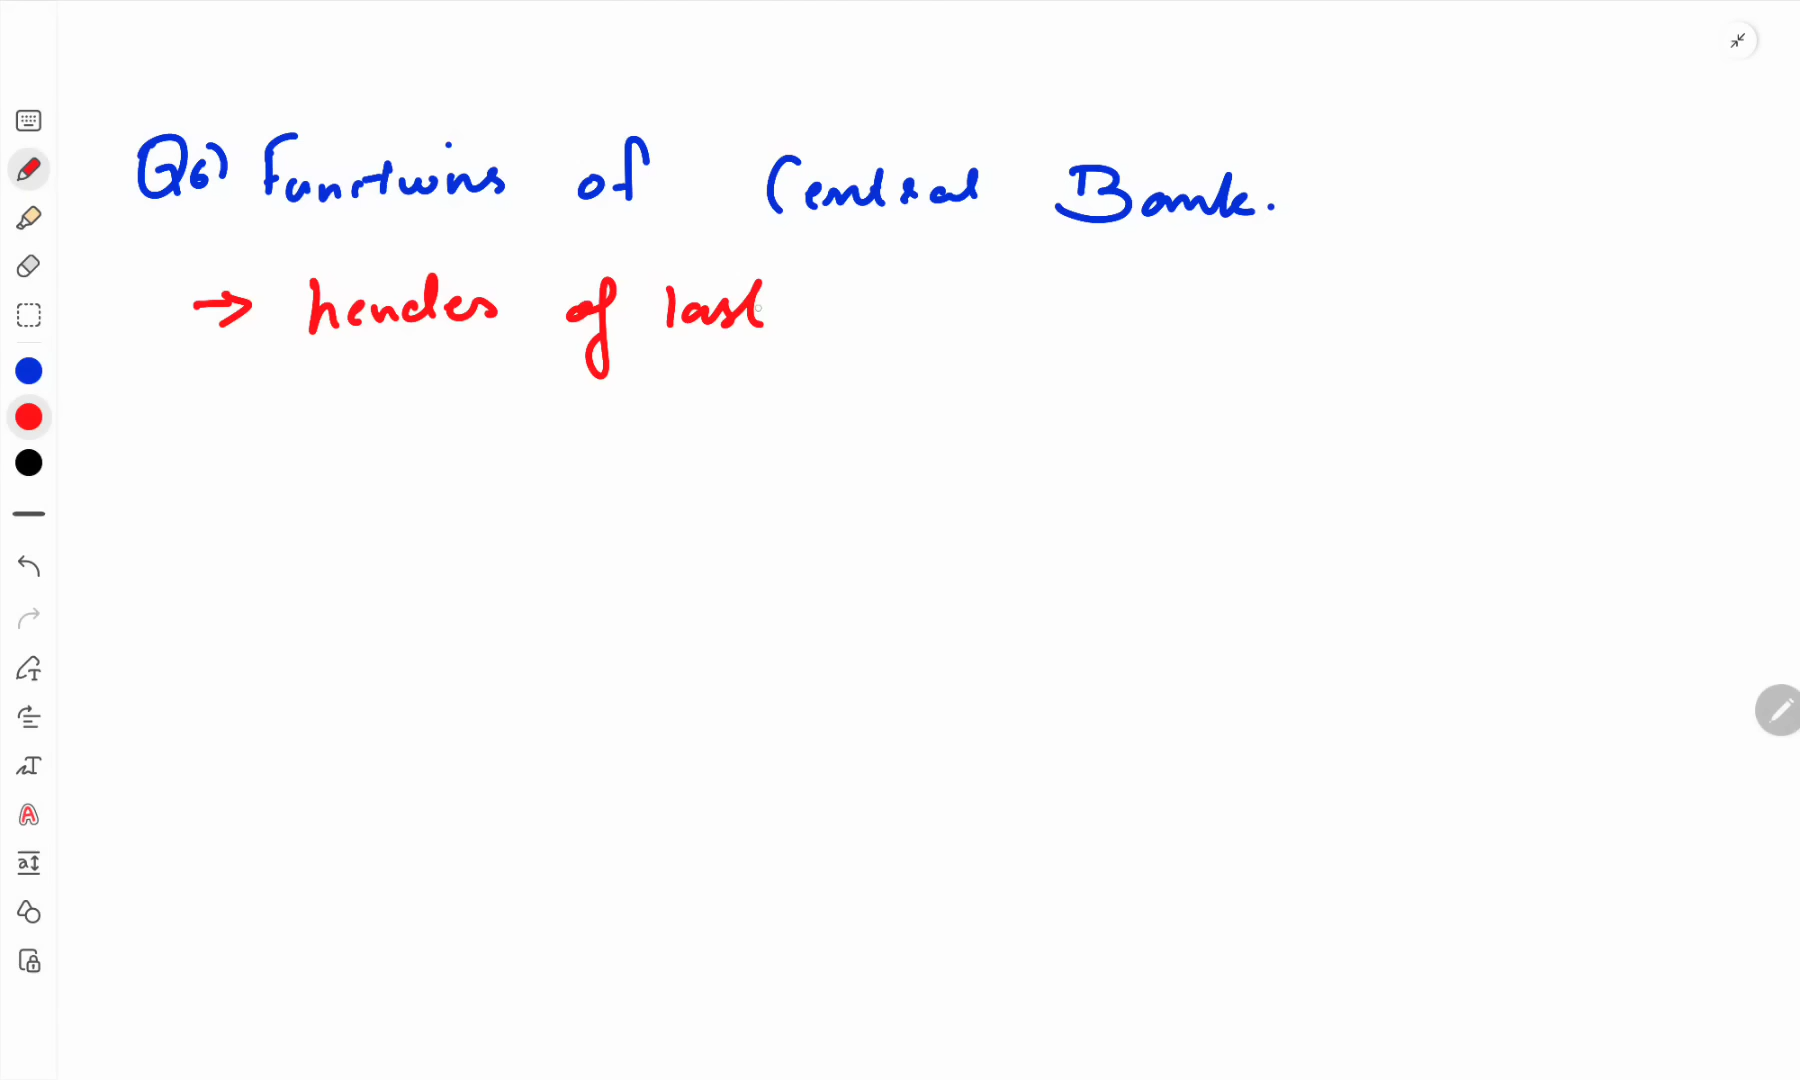 Q6) Functions of Central Bank.
→ Lender of last